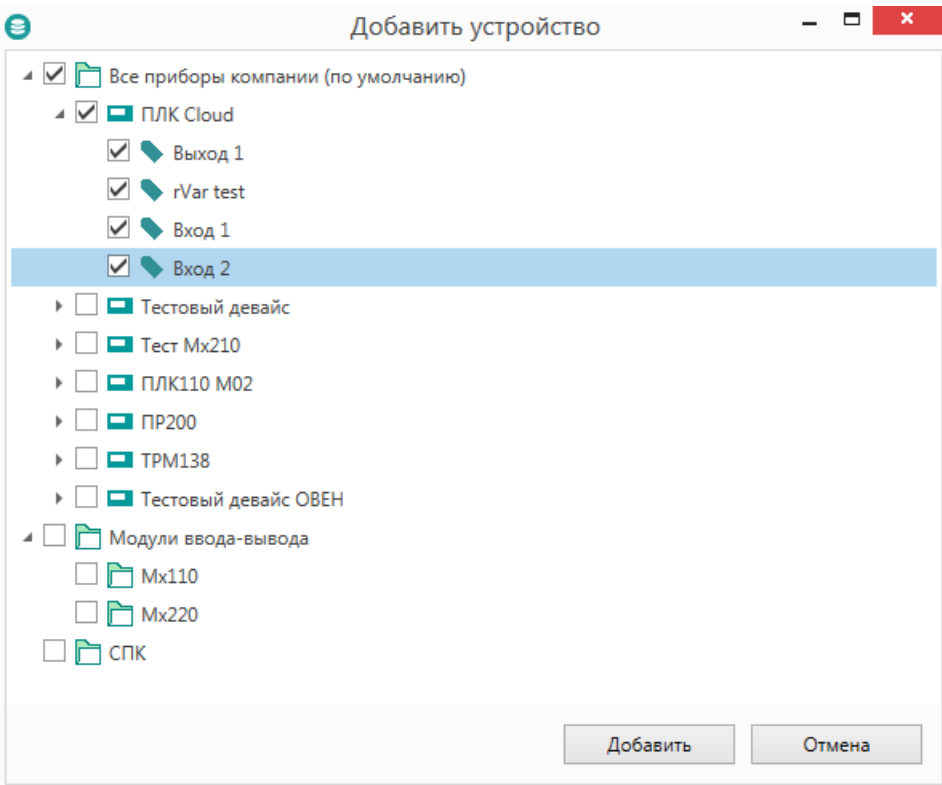 Добавить устройство
Все приборы компании (по умолчанию)
ПЛК Cloud
Выход 1
rVar test
Вход 1
Вход 2
Тестовый девайс
Тест Мх210
ПЛК110 М02
ПР200
ТРМ138
Тестовый девайс ОВЕН
Модули ввода-вывода
Мх110
Мх220
СПК
Добавить
Отмена